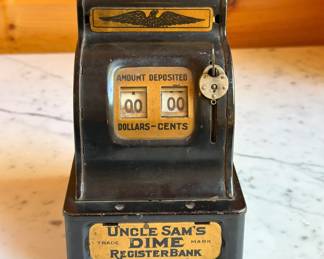 AMOUNT DEPOSITED
00 00
DOLLARS-CENTS
UNCLE SAM'S
TRADE DIME MARK
REGISTER BANK